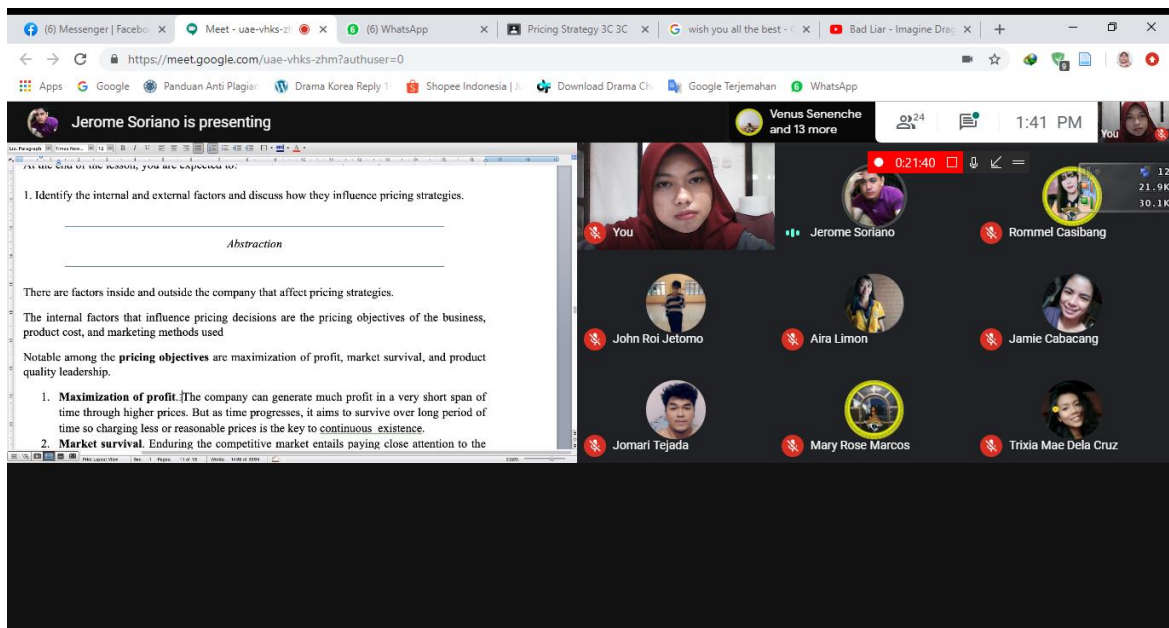 (6) Messenger | Facebo
Meet - uae-vhks-zh
(6) WhatsApp
Pricing Strategy 3C 3C
wish you all the best -
Bad Liar - Imagine Drag
https://meet.google.com/uae-vhks-zhm?authuser=0
9
Apps
Google
Panduan Anti Plagiar
Drama Korea Reply 1
Shopee Indonesia | J
Download Drama Ch
Google Terjemahan
WhatsApp
Jerome Soriano is presenting
Venus Senenche
and 13 more
24
1:41 PM
You
At the end of the lesson, you are expected to:
1. Identify the internal and external factors and discuss how they influence pricing strategies.
Abstraction
There are factors inside and outside the company that affect pricing strategies.
The internal factors that influence pricing decisions are the pricing objectives of the business,
product cost, and marketing methods used
Notable among the pricing objectives are maximization of profit, market survival, and product
quality leadership.
1. Maximization of profit. The company can generate much profit in a very short span of
time through higher prices. But as time progresses, it aims to survive over long period of
time so charging less or reasonable prices is the key to continuous existence.
2. Market survival. Enduring the competitive market entails paying close attention to the
0:21:40
12
21.9K
30.1K
You
Jerome Soriano
Rommel Casibang
John Roi Jetomo
Aira Limon
Jamie Cabacang
Jomari Tejada
Mary Rose Marcos
Trixia Mae Dela Cruz